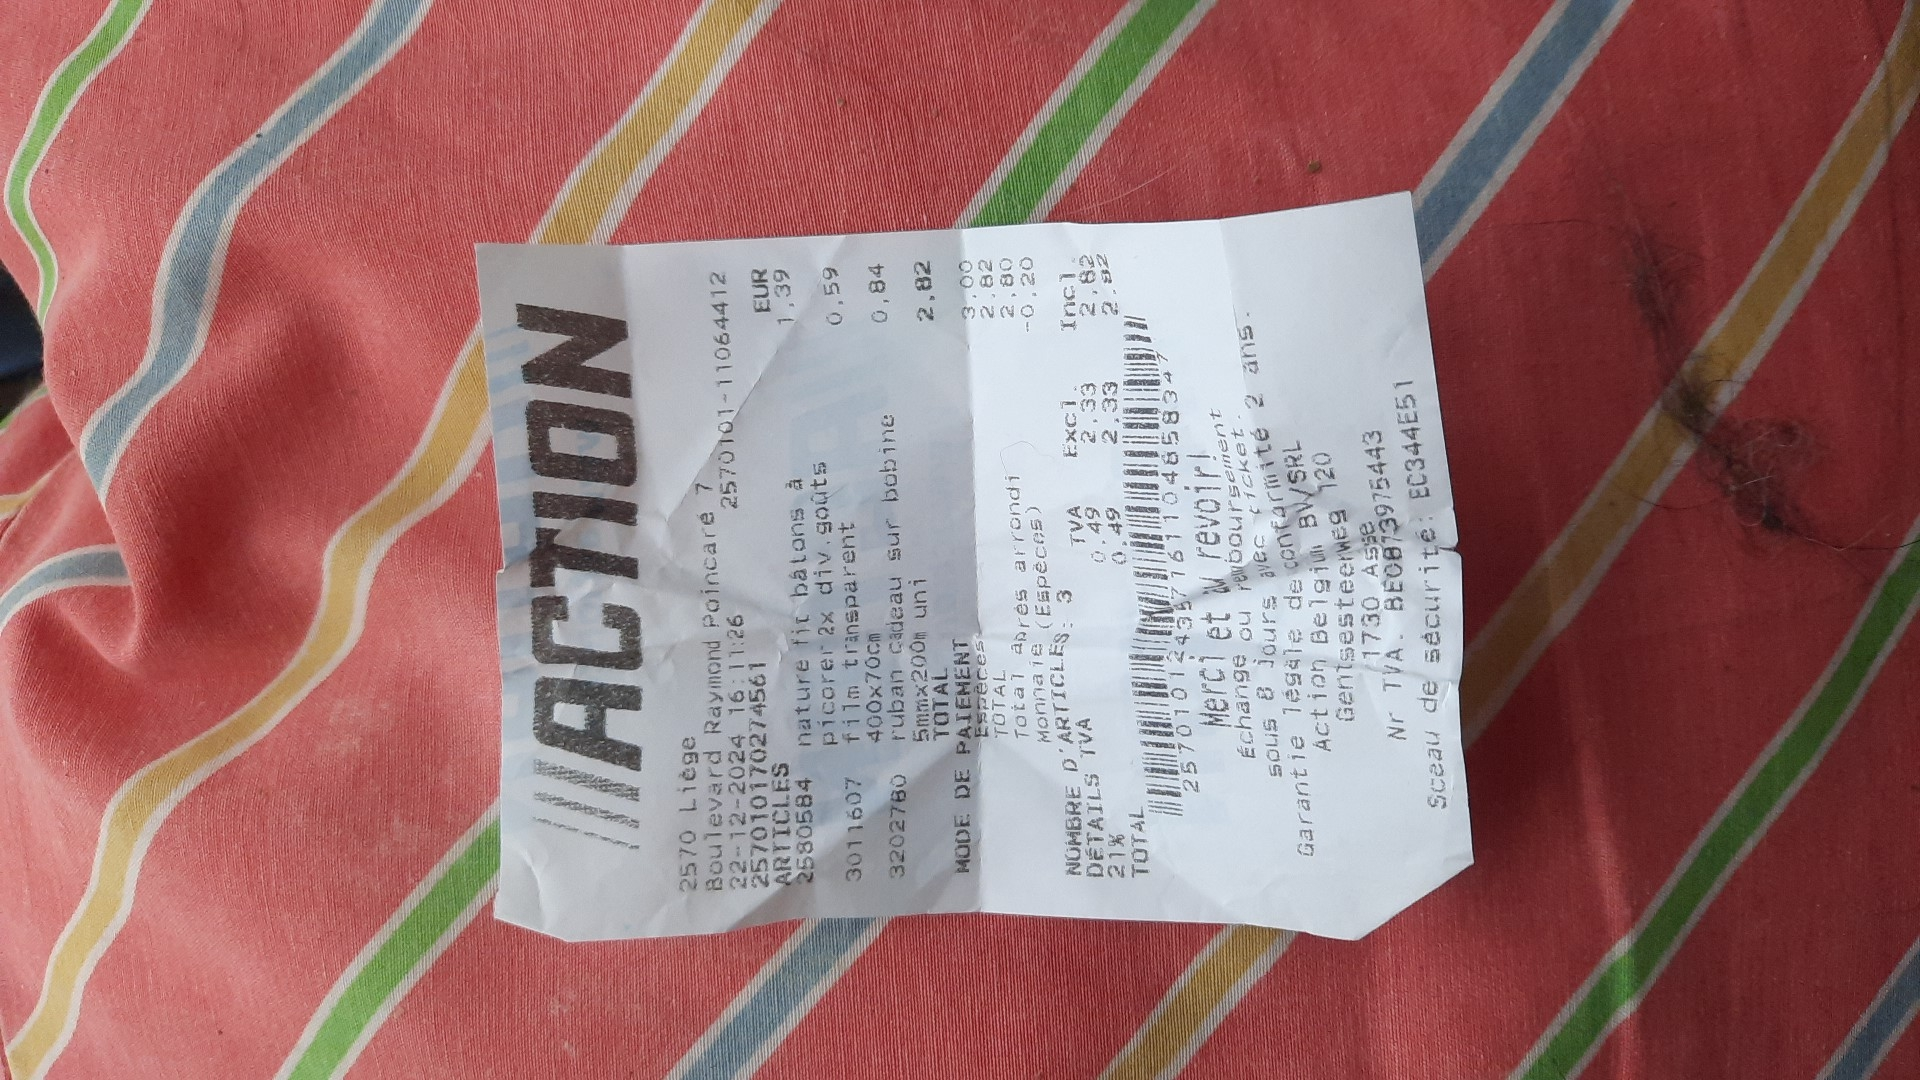 ACTION
2570 Liège
Boulevard Raymond Poincaré 7
22-12-2024 16:11:26 2570101-11064412
2570101702274561
ARTICLES EUR
2580584 nature fit bâtons à 1,39
picorer 2x div.goûts
3011607 film transparent 0,59
400x70cm
3202780 ruban cadeau sur bobine 0,84
5mmx200m uni
TOTAL 2,82
MODE DE PAIEMENT
Espèces 3,00
TOTAL 2,82
Total après arrondi 2,80
Monnaie (Espèces) -0,20
NOMBRE D'ARTICLES: 3
DÉTAILS TVA TVA Excl. Incl.
21% 0,49 2,33 2,82
TOTAL 0,49 2,33 2,82
Merci et au revoir!
Échange ou remboursement
sous 8 jours avec ticket.
Garantie légale de conformité 2 ans.
Action Belgium BV/SRL
Gentsesteenweg 120
1730 Asse
Nr TVA. BE0873975443
Sceau de sécurité: EC344E51